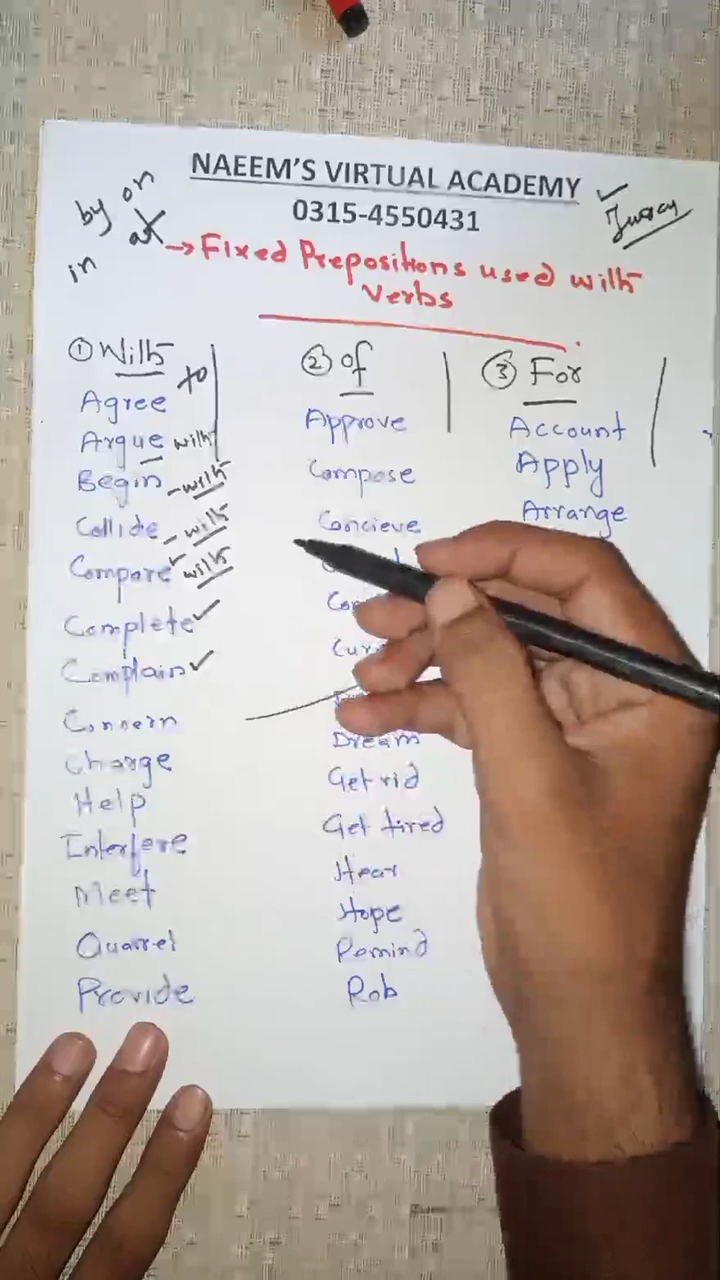 NAEEM'S VIRTUAL ACADEMY
0315-4550431
by on
in at
→Fixed Prepositions used with
Verbs
① With
to
Agree
Argue with
Begin - with
Collide - with
Compare with
Complete
Complain
Concern
Charge
Help
Interfere
Meet
Quarrel
Provide
② Of
Approve
Compose
Concieve
Dream
Get rid
Get tired
Hear
Hope
Remind
Rob
③ For
Account
Apply
Arrange